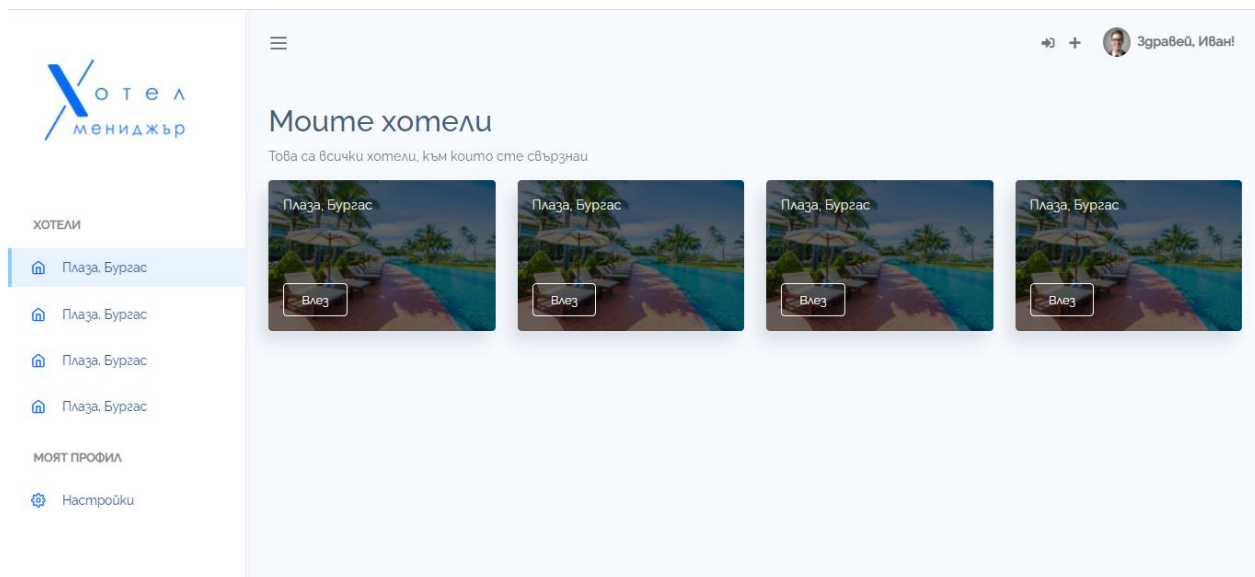 Хотел
мениджър
Здравей, Иван!
Моите хотели
Това са всички хотели, към които сте свързнаи
ХОТЕЛИ
Плаза, Бургас
Плаза, Бургас
Плаза, Бургас
Плаза, Бургас
МОЯТ ПРОФИЛ
Настройки
Плаза, Бургас
Влез
Плаза, Бургас
Влез
Плаза, Бургас
Влез
Плаза, Бургас
Влез